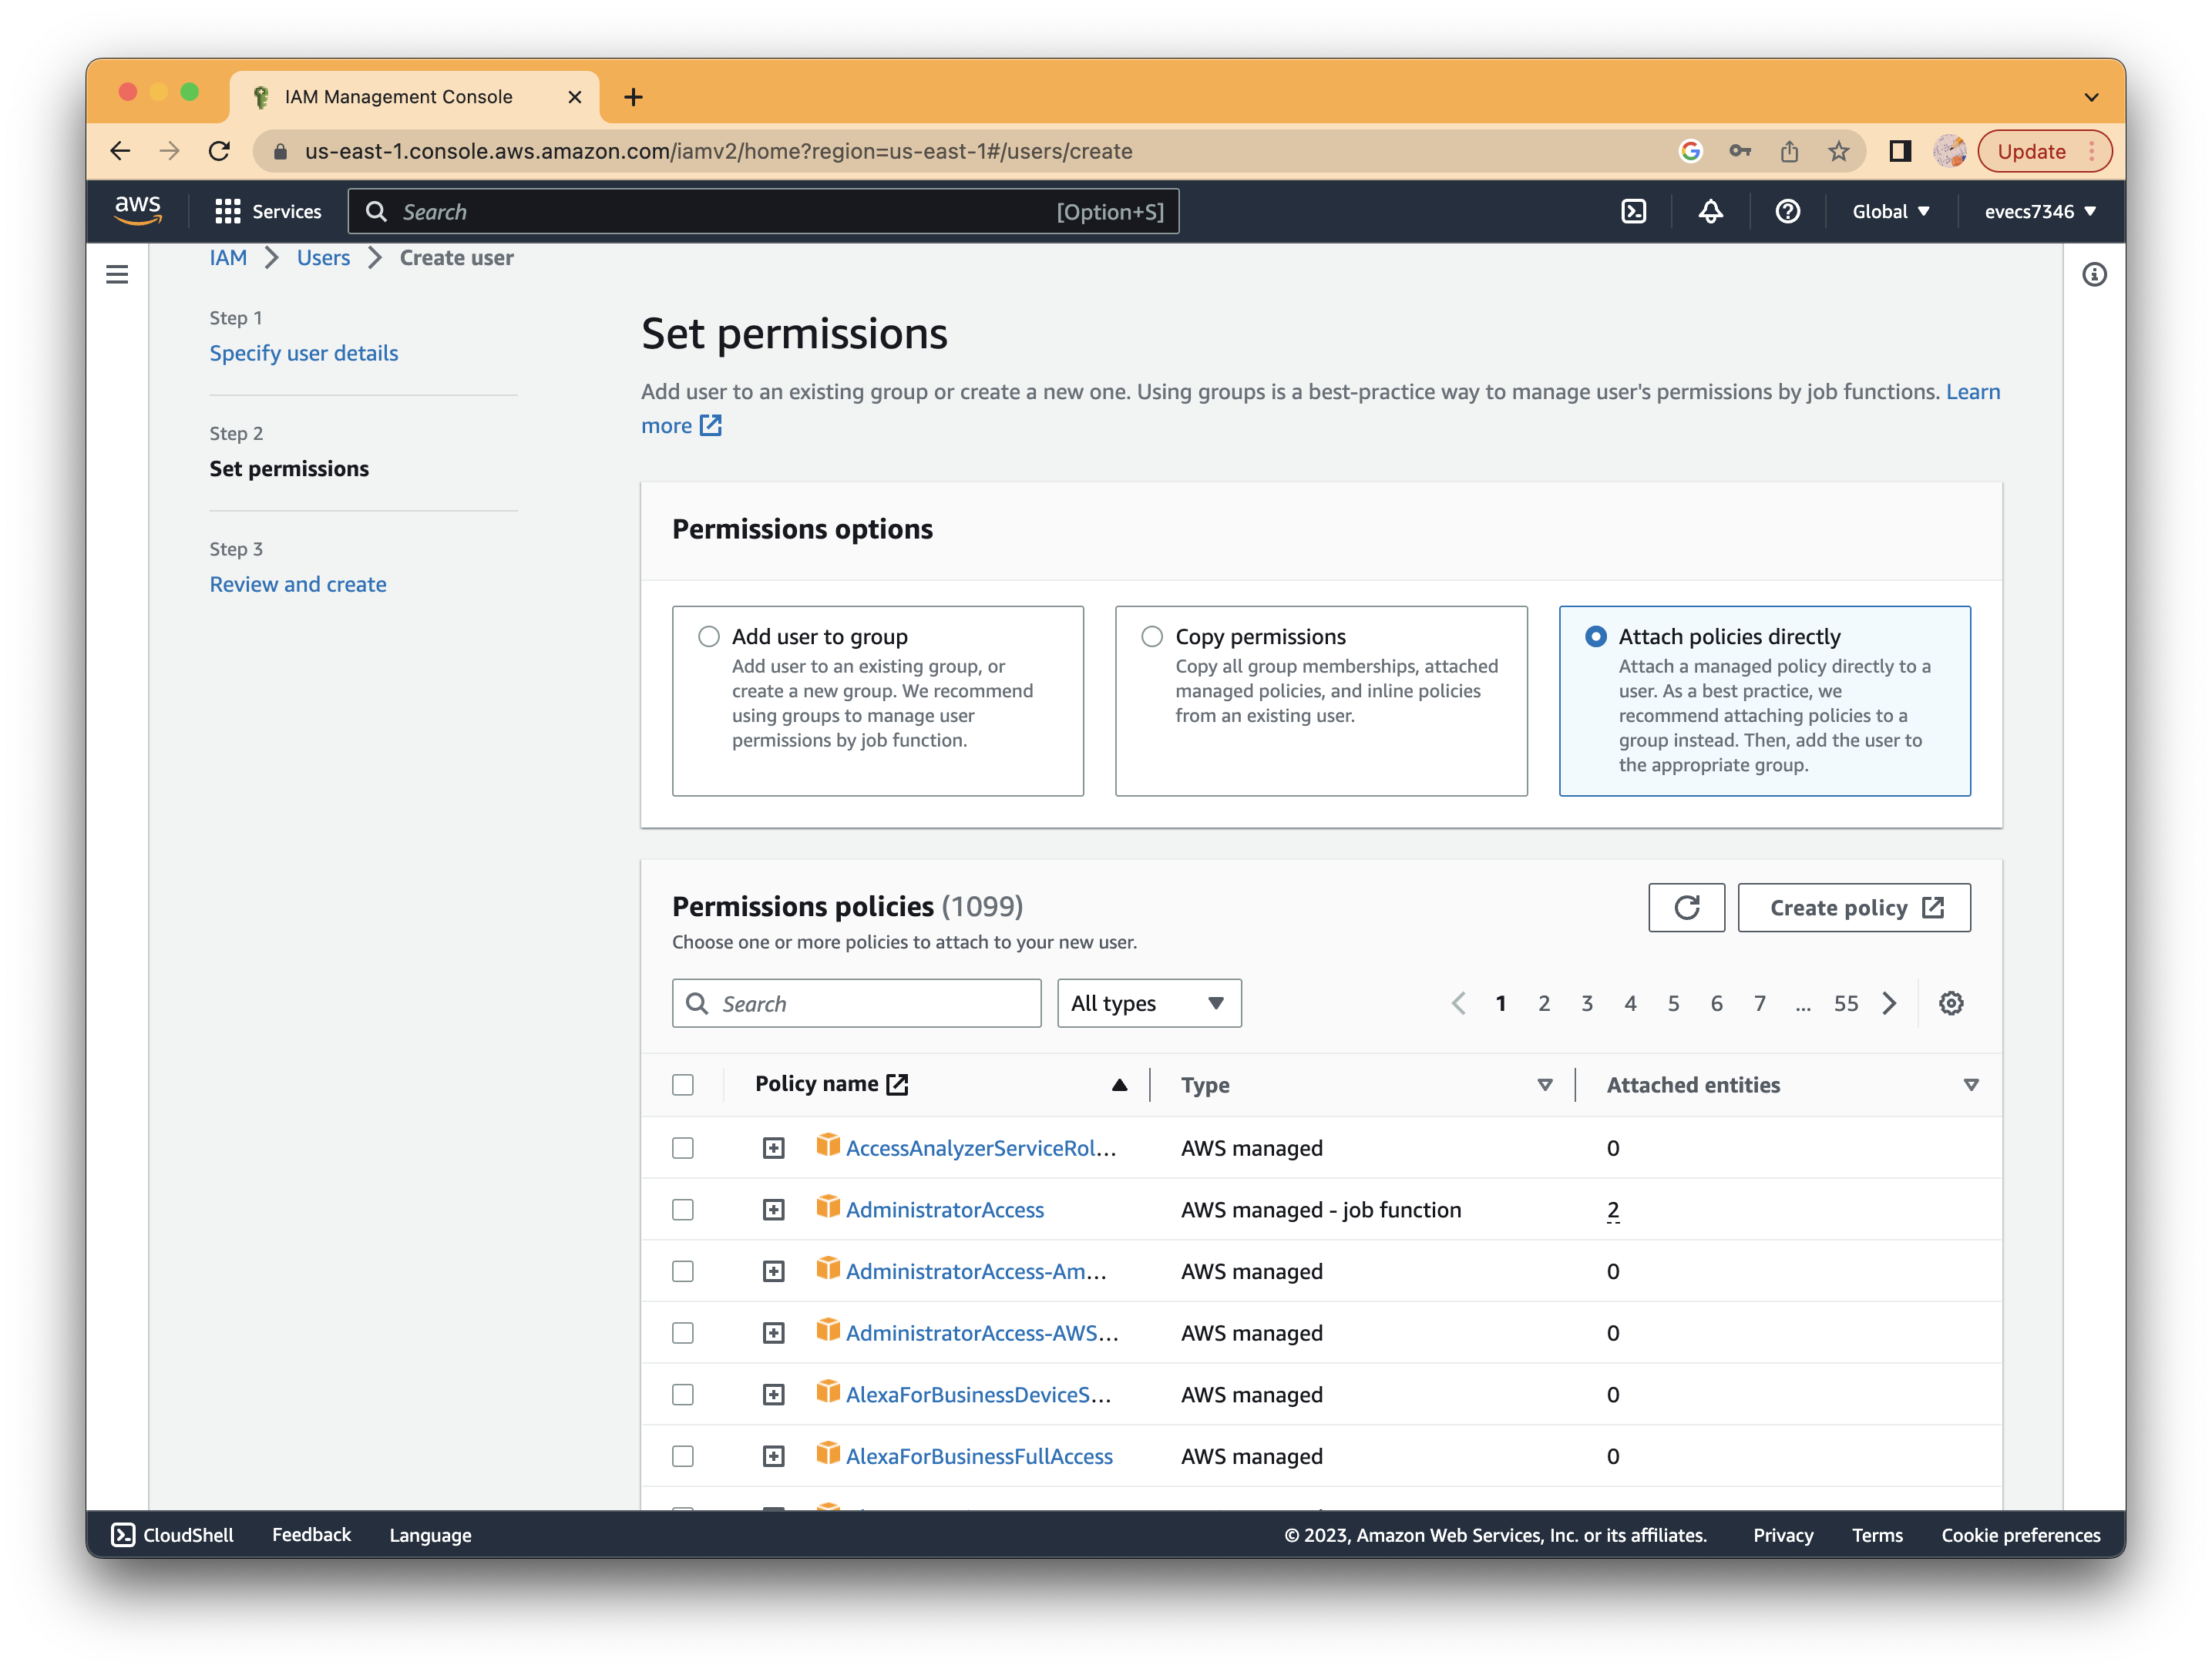 IAM Management Console
us-east-1.console.aws.amazon.com/iamv2/home?region=us-east-1#/users/create
Update
aws
Services
Search
[Option+S]
Global
evecs7346
IAM
Users
Create user
Step 1
Specify user details
Step 2
Set permissions
Step 3
Review and create
Set permissions
Add user to an existing group or create a new one. Using groups is a best-practice way to manage user's permissions by job functions. Learn
more
Permissions options
Add user to group
Add user to an existing group, or
create a new group. We recommend
using groups to manage user
permissions by job function.
Copy permissions
Copy all group memberships, attached
managed policies, and inline policies
from an existing user.
Attach policies directly
Attach a managed policy directly to a
user. As a best practice, we
recommend attaching policies to a
group instead. Then, add the user to
the appropriate group.
Permissions policies (1099)
Choose one or more policies to attach to your new user.
Create policy
Search
All types
1 2 3 4 5 6 7 ... 55
Policy name Type Attached entities
AccessAnalyzerServiceRol... AWS managed 0
AdministratorAccess AWS managed - job function 2
AdministratorAccess-Am... AWS managed 0
AdministratorAccess-AWS... AWS managed 0
AlexaForBusinessDeviceS... AWS managed 0
AlexaForBusinessFullAccess AWS managed 0
CloudShell
Feedback
Language
© 2023, Amazon Web Services, Inc. or its affiliates.
Privacy
Terms
Cookie preferences